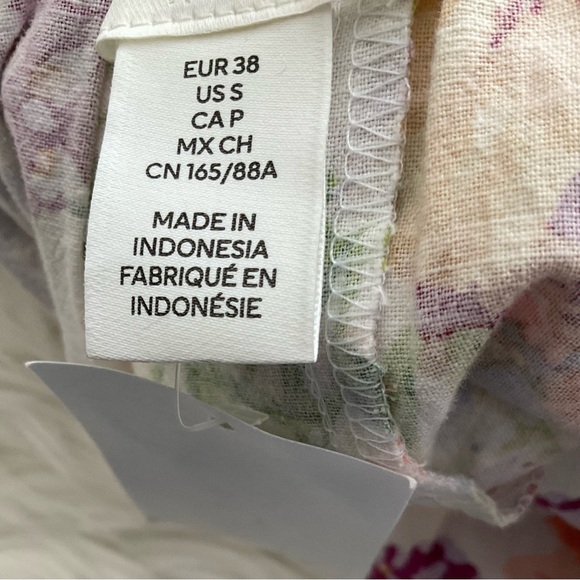 EUR 38
US S
CA P
MX CH
CN 165/88A
MADE IN
INDONESIA
FABRIQUÉ EN
INDONÉSIE